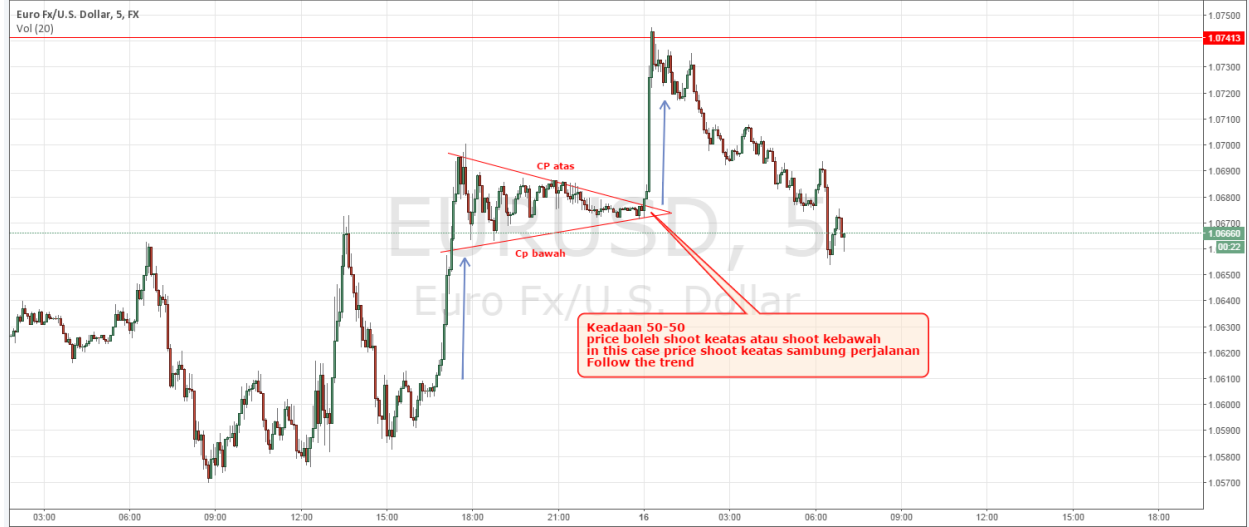 Euro Fx/U.S. Dollar, 5, FX
Vol (20)
EURUSD, 5
Euro Fx/U.S. Dollar
CP atas
Cp bawah
Keadaan 50-50
price boleh shoot keatas atau shoot kebawah
in this case price shoot keatas sambung perjalanan
Follow the trend
1.07500
1.07413
1.07300
1.07200
1.07100
1.07000
1.06900
1.06800
1.06700
1.06660
00:22
1.06500
1.06400
1.06300
1.06200
1.06100
1.06000
1.05900
1.05800
1.05700
03:00 06:00 09:00 12:00 15:00 18:00 21:00 16 03:00 06:00 09:00 12:00 15:00 18:00